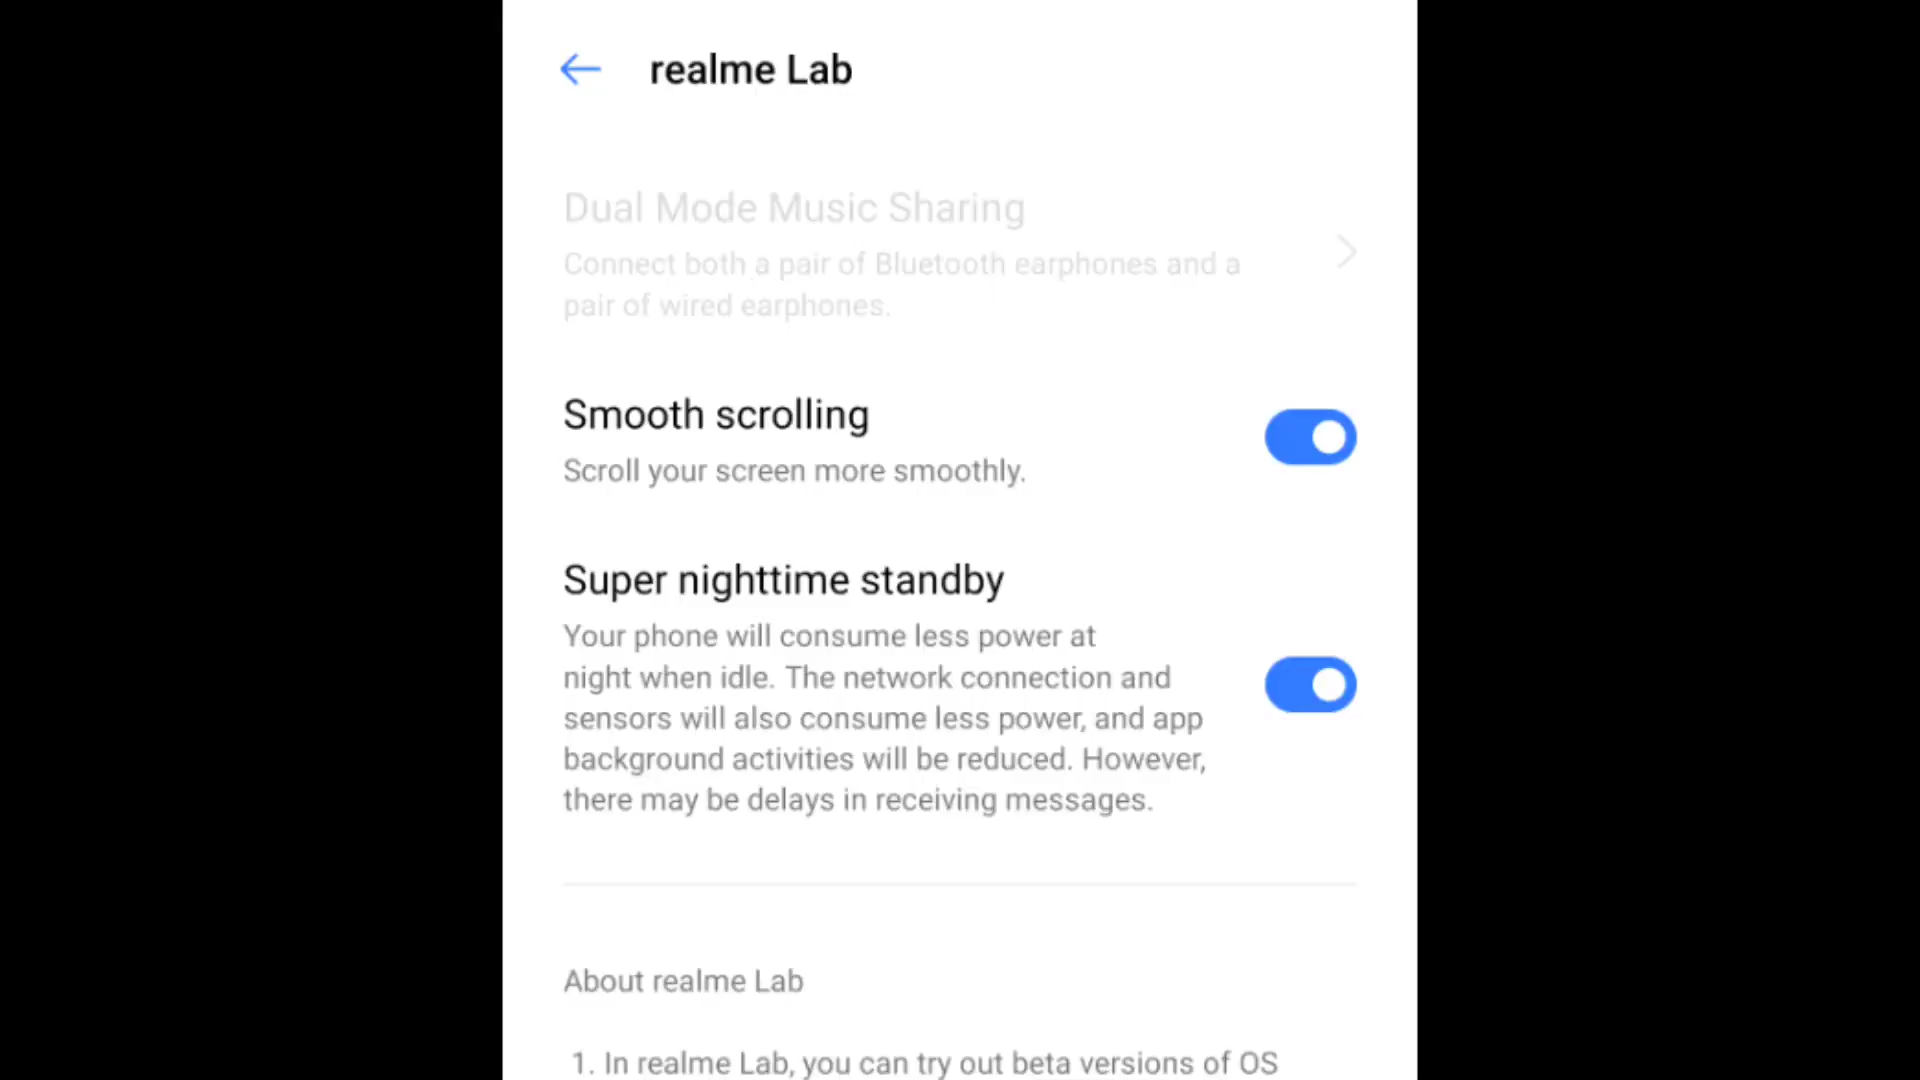 realme Lab
Dual Mode Music Sharing
Connect both a pair of Bluetooth earphones and a
pair of wired earphones.
Smooth scrolling
Scroll your screen more smoothly.
Super nighttime standby
Your phone will consume less power at
night when idle. The network connection and
sensors will also consume less power, and app
background activities will be reduced. However,
there may be delays in receiving messages.
About realme Lab
1. In realme Lab, you can try out beta versions of OS